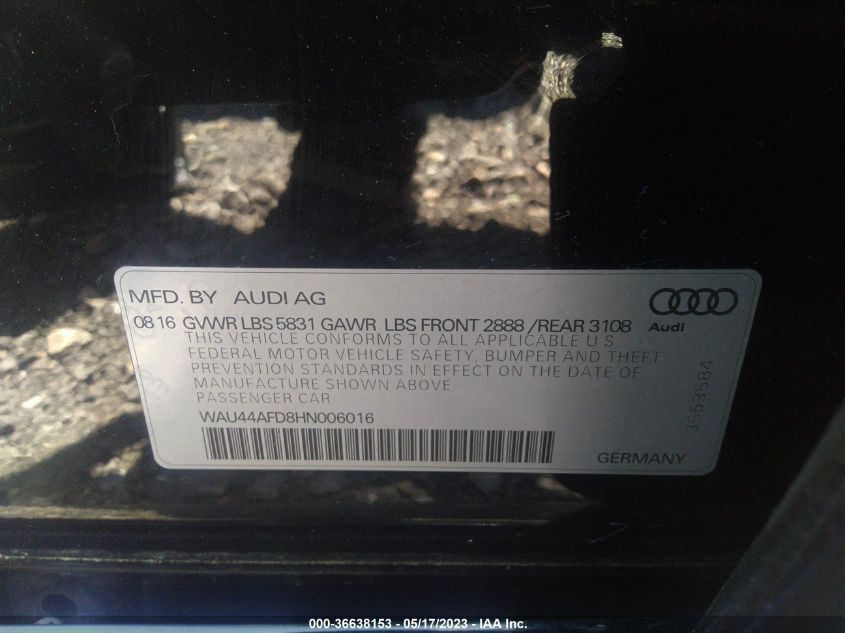 MFD. BY AUDI AG
08 16 GVWR LBS 5831 GAWR LBS FRONT 2888 /REAR 3108
Audi
THIS VEHICLE CONFORMS TO ALL APPLICABLE U S
FEDERAL MOTOR VEHICLE SAFETY, BUMPER AND THEFT
PREVENTION STANDARDS IN EFFECT ON THE DATE OF
MANUFACTURE SHOWN ABOVE
PASSENGER CAR
WAU44AFD8HN006016
3553584
GERMANY
000-36638153 - 05/17/2023 - IAA Inc.